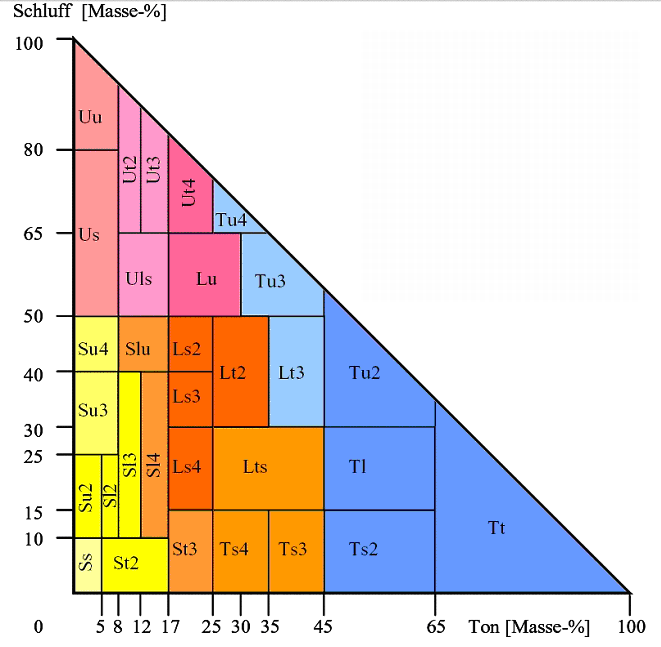 Schluff [Masse-%]
100
Uu
80
Ut2 Ut3
Ut4
Tu4
65
Us
Uls Lu Tu3
50
Su4 Slu Ls2
40
Lt2 Lt3 Tu2
Ls3
Su3
30
25
Sl3 Sl4 Ls4 Lts Tl
Su2 Sl2
15
10
St3 Ts4 Ts3 Ts2 Tt
Ss St2
0 5 8 12 17 25 30 35 45 65 Ton [Masse-%] 100